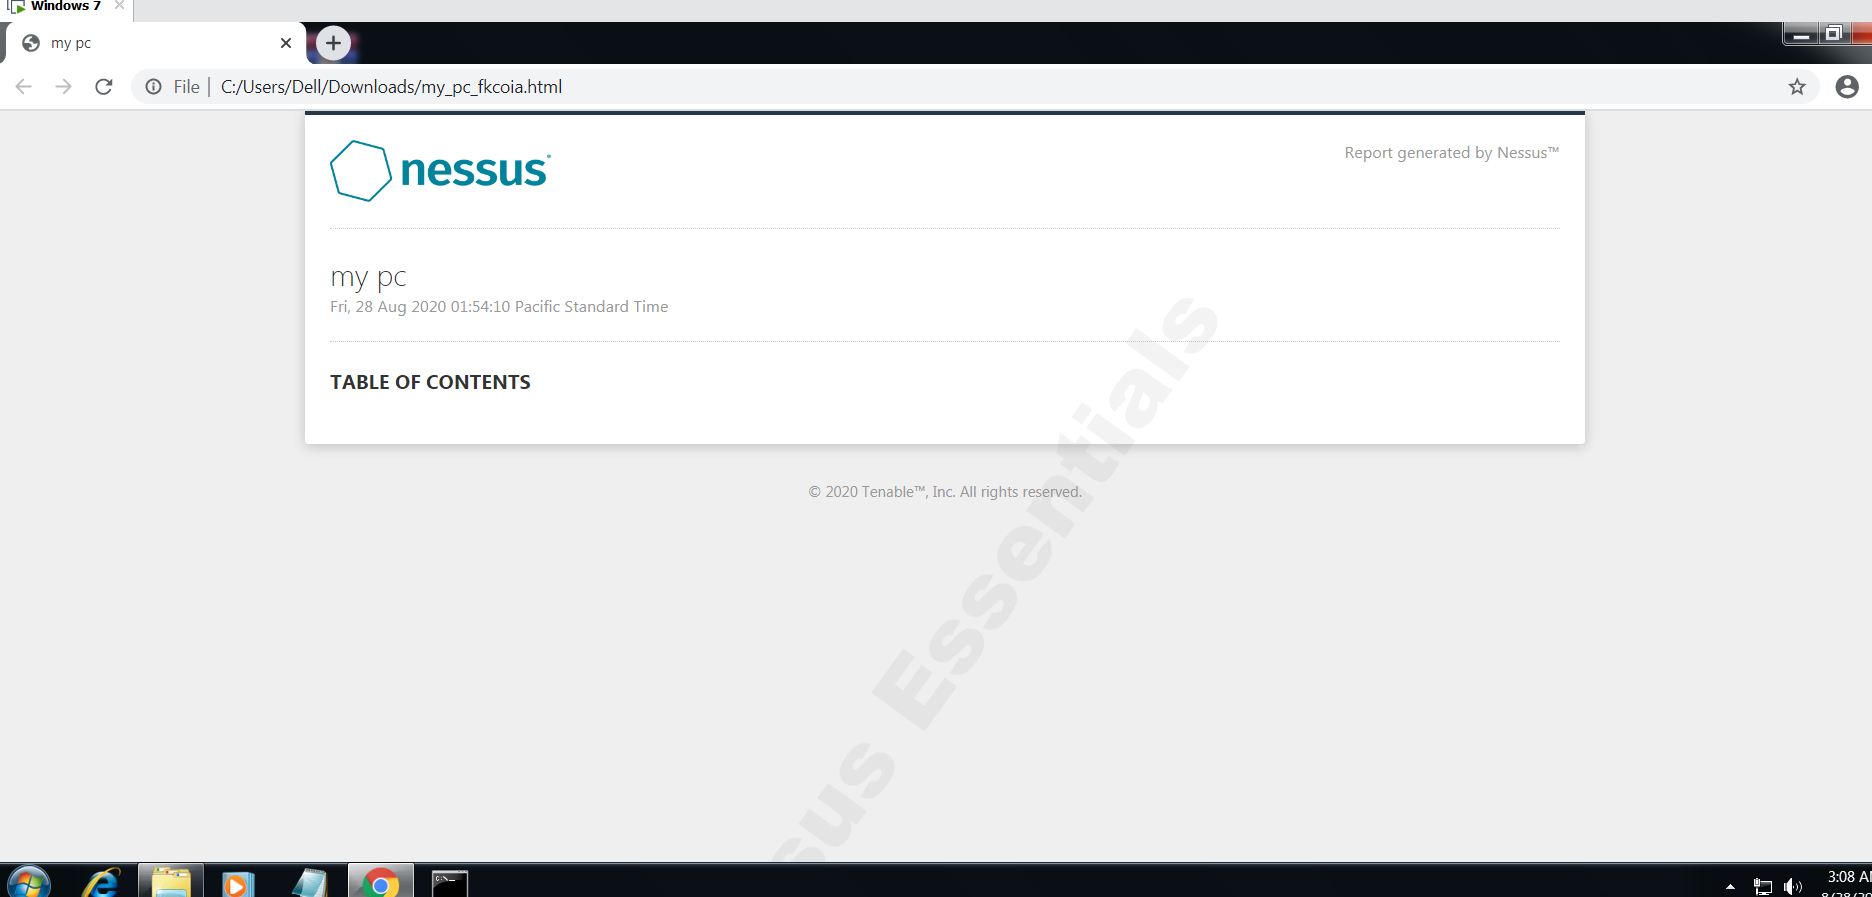 Windows 7
my pc
File
C:/Users/Dell/Downloads/my_pc_fkcoia.html
nessus
Report generated by Nessus™
my pc
Fri, 28 Aug 2020 01:54:10 Pacific Standard Time
TABLE OF CONTENTS
© 2020 Tenable™, Inc. All rights reserved.
sus Essentials
3:08 AM